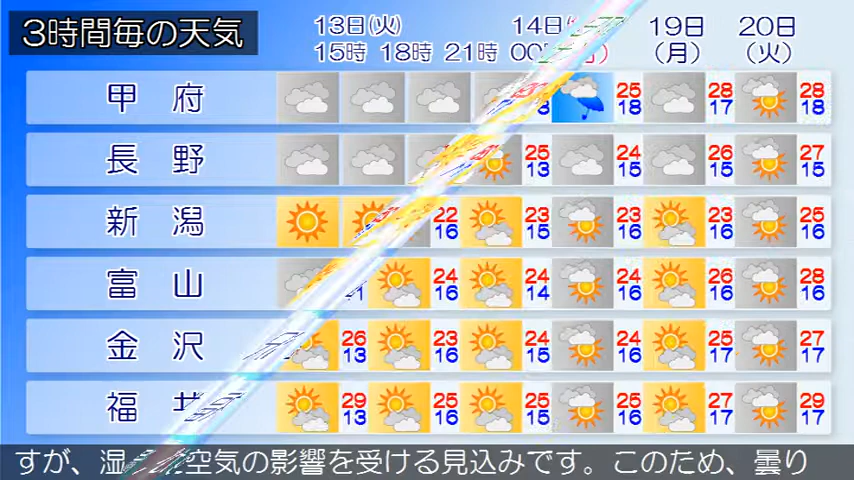 3時間毎の天気
13日(火) 14日 19日 20日
15時 18時 21時 00 (月) (火)
甲府 3 25 18 28 17 28 18
長野 25 13 24 15 26 15 27 15
新潟 22 16 23 15 23 16 23 16 25 16
富山 1 24 16 24 14 24 16 26 16 28 16
金沢 26 13 23 16 24 15 24 16 25 17 27 17
福井 29 13 25 16 25 15 25 16 27 17 29 17
すが、湿 空気の影響を受ける見込みです。このため、曇り